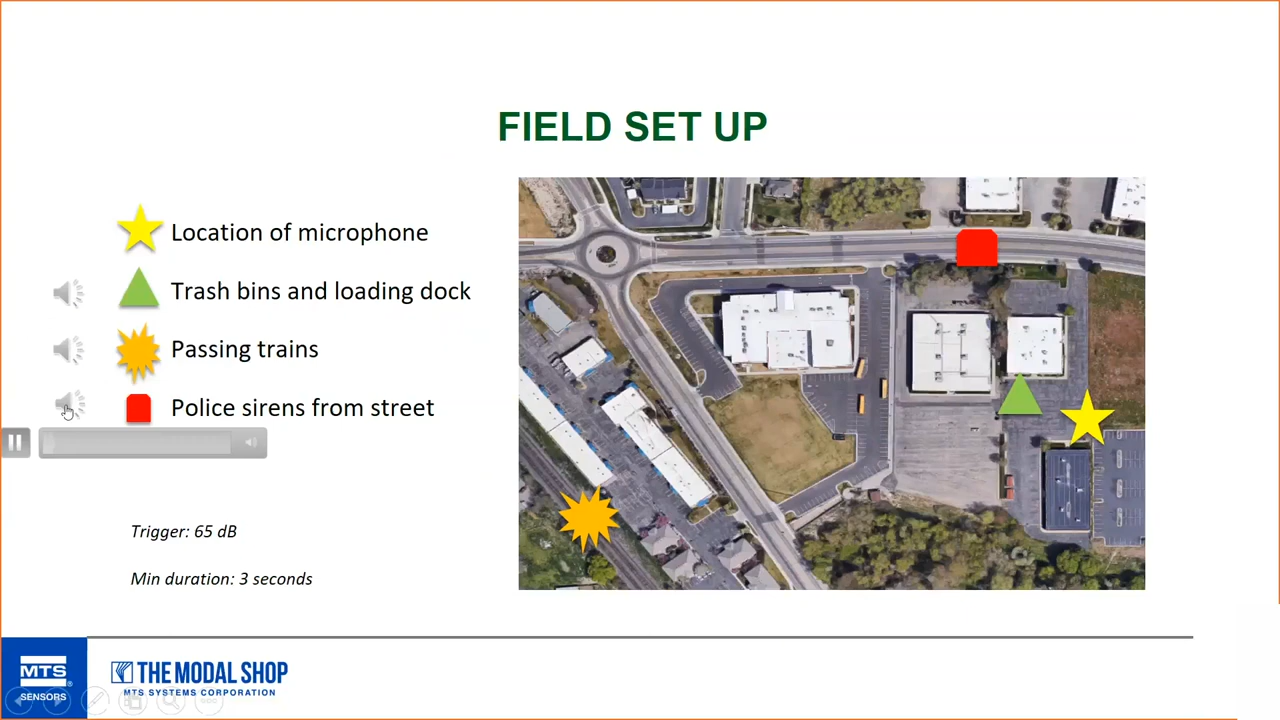 FIELD SET UP
Location of microphone
Trash bins and loading dock
Passing trains
Police sirens from street
Trigger: 65 dB
Min duration: 3 seconds
MTS
SENSORS
THE MODAL SHOP
MTS SYSTEMS CORPORATION